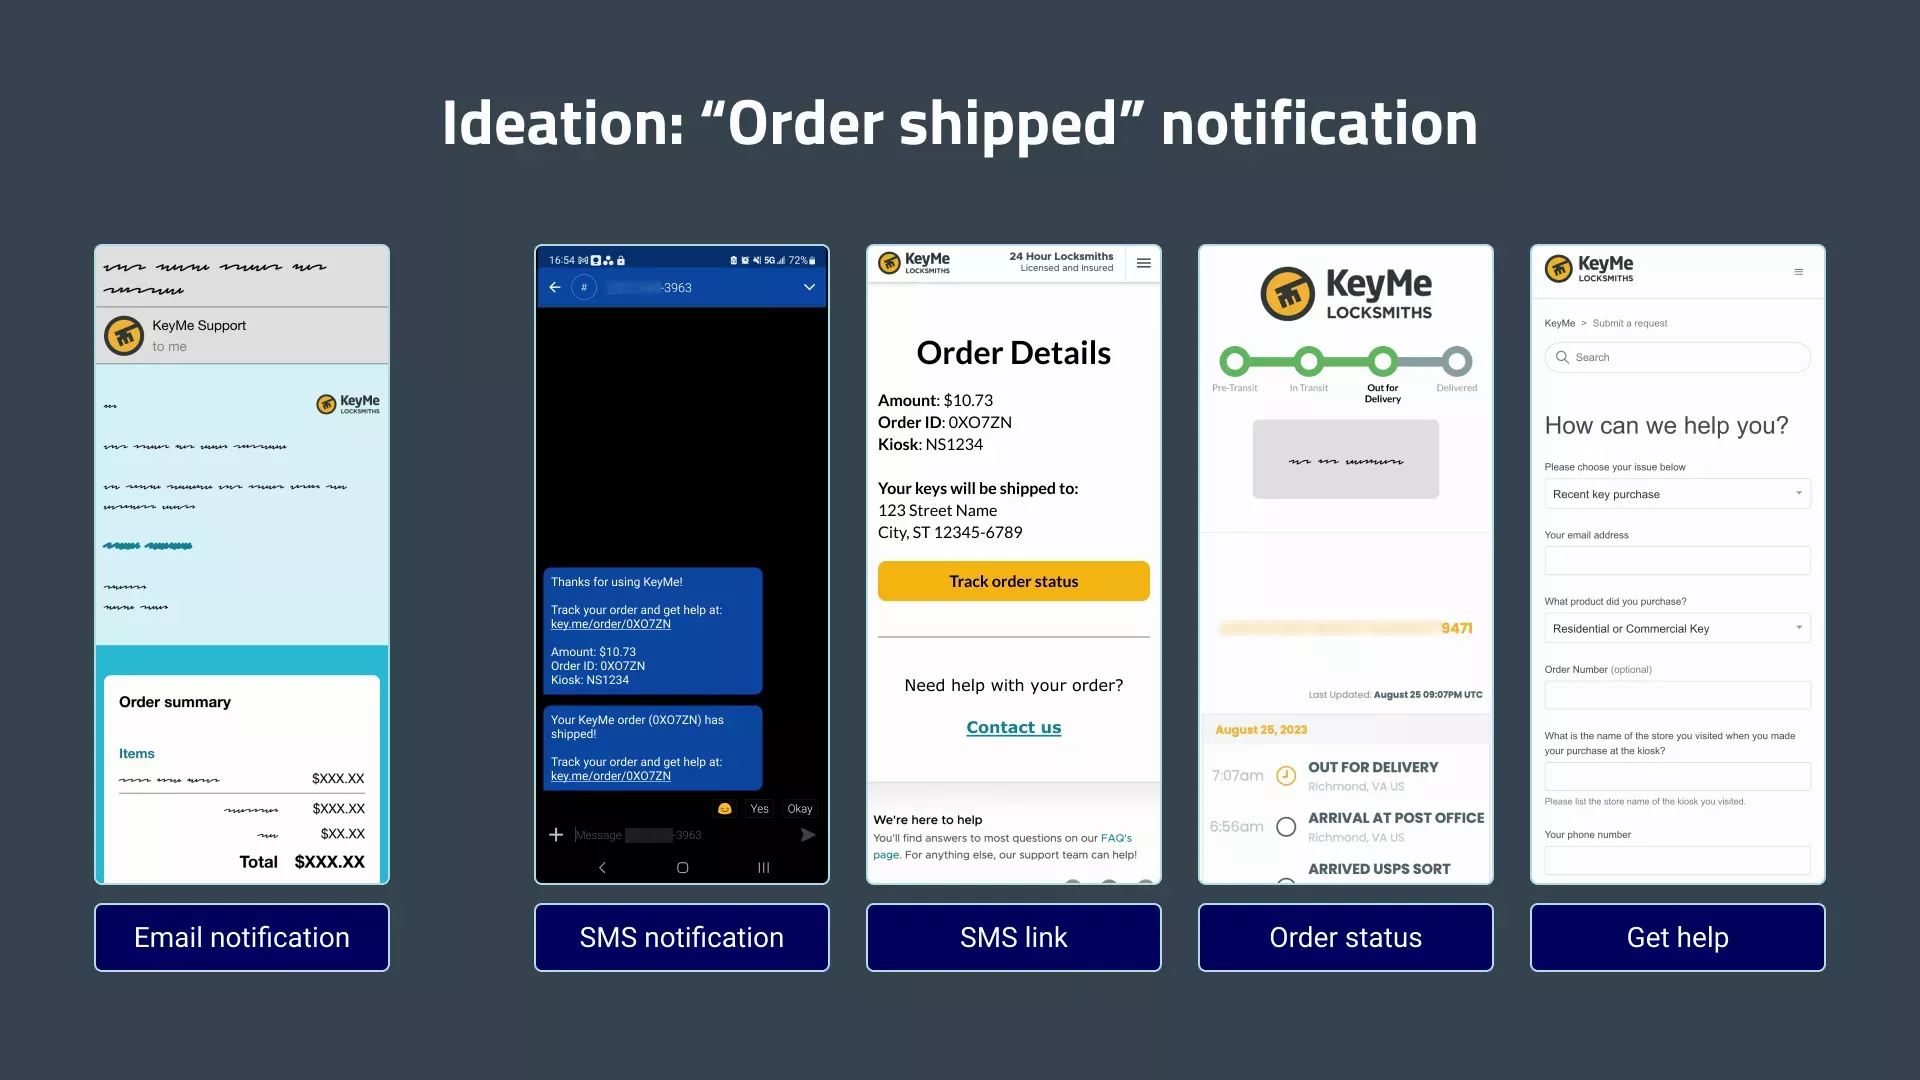 Ideation: “Order shipped” notification
KeyMe Support
to me
KeyMe
LOCKSMITHS
Order summary
Items
$XXX.XX
$XXX.XX
$XX.XX
Total $XXX.XX
Email notification
16:54 5G 72%
# -3963
Thanks for using KeyMe!
Track your order and get help at:
key.me/order/0XO7ZN
Amount: $10.73
Order ID: 0XO7ZN
Kiosk: NS1234
Your KeyMe order (0XO7ZN) has
shipped!
Track your order and get help at:
key.me/order/0XO7ZN
Yes Okay
Message -3963
SMS notification
KeyMe
LOCKSMITHS
24 Hour Locksmiths
Licensed and Insured
Order Details
Amount: $10.73
Order ID: 0XO7ZN
Kiosk: NS1234
Your keys will be shipped to:
123 Street Name
City, ST 12345-6789
Track order status
Need help with your order?
Contact us
We're here to help
You'll find answers to most questions on our FAQ's
page. For anything else, our support team can help!
SMS link
KeyMe
LOCKSMITHS
Pre-Transit In Transit Out for Delivered
Delivery
9471
Last Updated: August 25 09:07PM UTC
August 25, 2023
7:07am OUT FOR DELIVERY
Richmond, VA US
6:56am ARRIVAL AT POST OFFICE
Richmond, VA US
ARRIVED USPS SORT
Order status
KeyMe
LOCKSMITHS
KeyMe > Submit a request
Search
How can we help you?
Please choose your issue below
Recent key purchase
Your email address
What product did you purchase?
Residential or Commercial Key
Order Number (optional)
What is the name of the store you visited when you made
your purchase at the kiosk?
Please list the store name of the kiosk you visited.
Your phone number
Get help